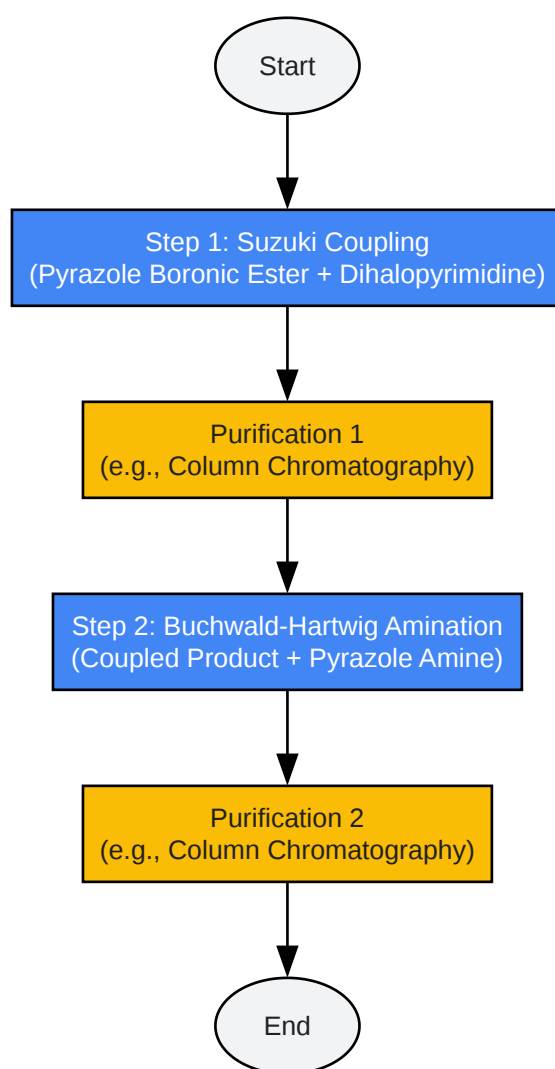 Start
Step 1: Suzuki Coupling
(Pyrazole Boronic Ester + Dihalopyrimidine)
Purification 1
(e.g., Column Chromatography)
Step 2: Buchwald-Hartwig Amination
(Coupled Product + Pyrazole Amine)
Purification 2
(e.g., Column Chromatography)
End